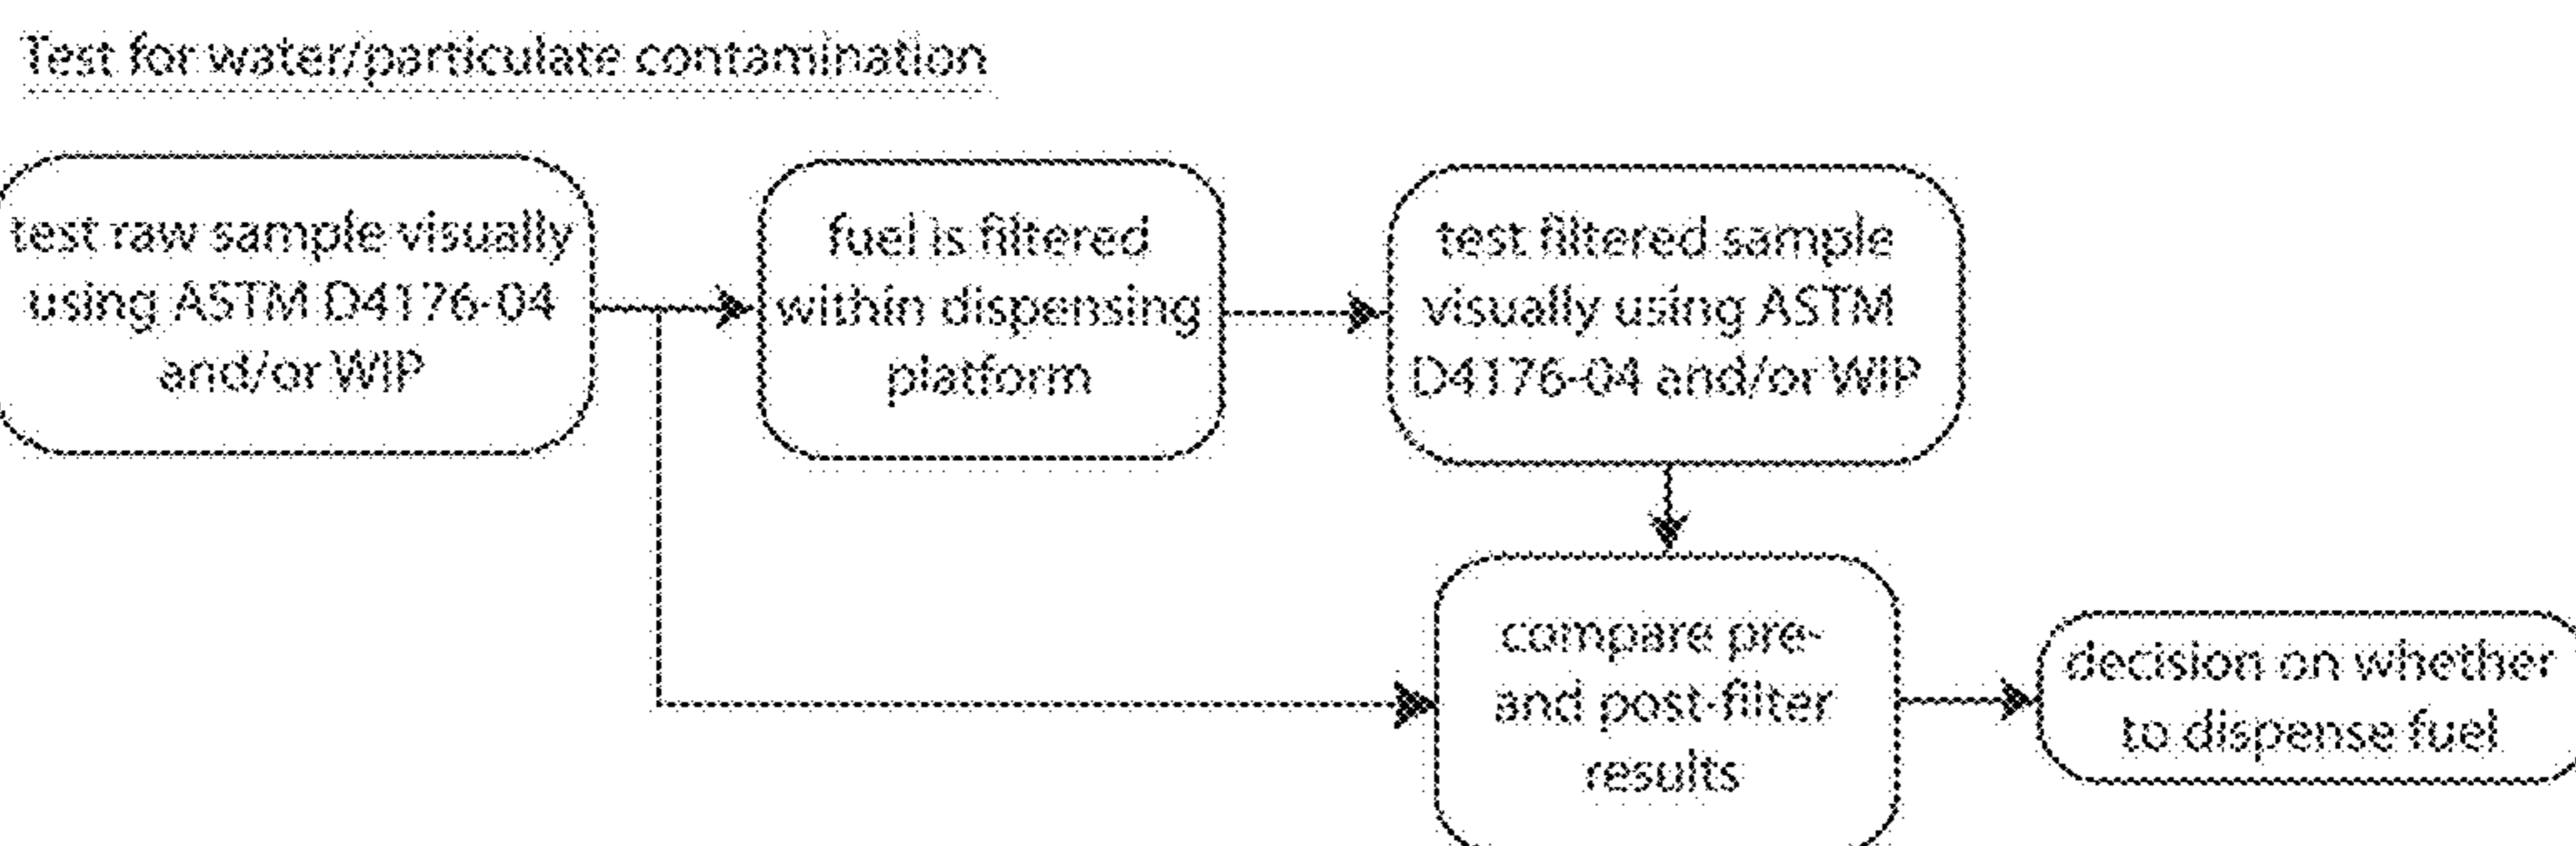 Test for water/particulate contamination
test raw sample visually
using ASTM D4176-04
and/or WIP
fuel is filtered
within dispensing
platform
test filtered sample
visually using ASTM
D4176-04 and/or WIP
compare pre-
and post-filter
results
decision on whether
to dispense fuel